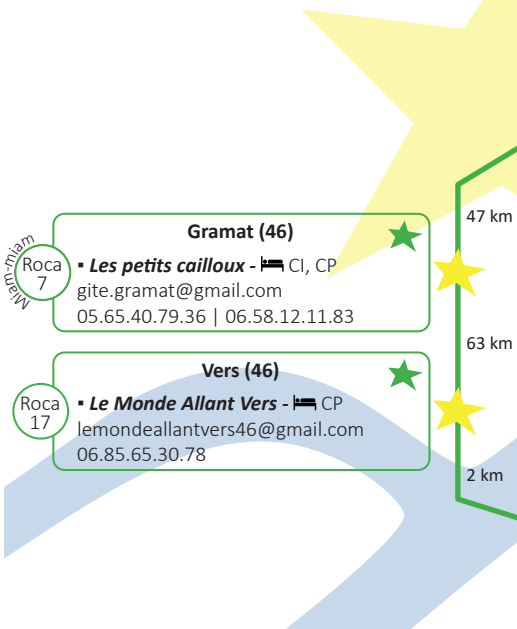 47 km
Miam-miam
Roca
7
Gramat (46)
▪ Les petits cailloux - CI, CP
gite.gramat@gmail.com
05.65.40.79.36 | 06.58.12.11.83
63 km
Roca
17
Vers (46)
▪ Le Monde Allant Vers - CP
lemondeallantvers46@gmail.com
06.85.65.30.78
2 km